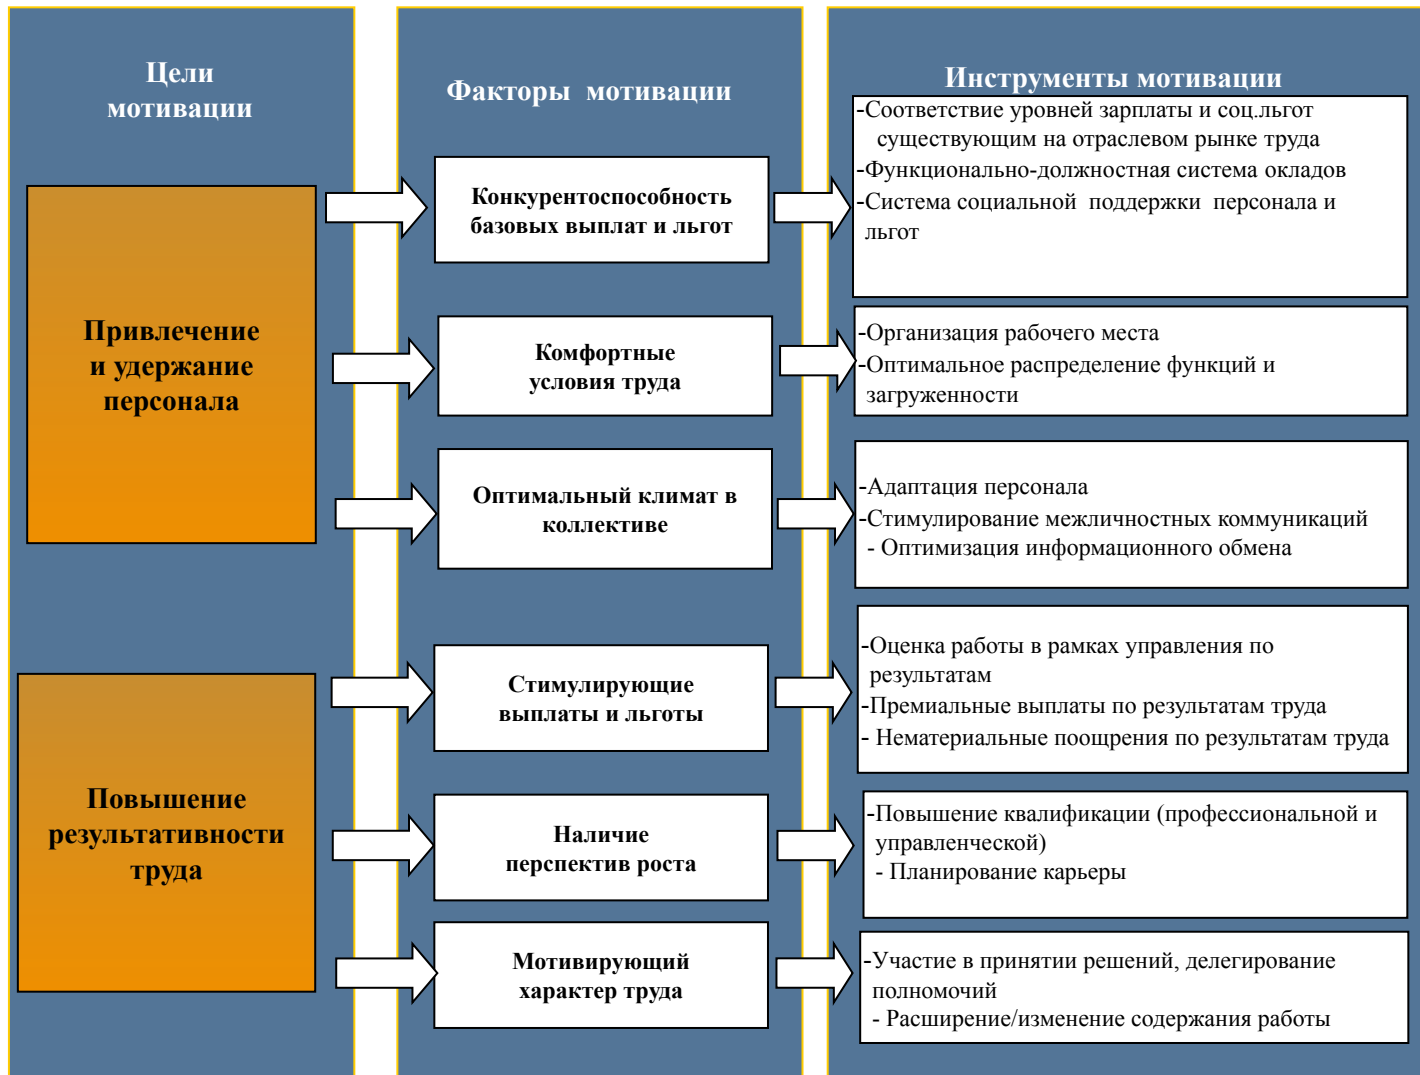 Цели
мотивации
Факторы мотивации
Инструменты мотивации
Привлечение
и удержание
персонала
Конкурентоспособность
базовых выплат и льгот
-Соответствие уровней зарплаты и соц.льгот
существующим на отраслевом рынке труда
-Функционально-должностная система окладов
-Система социальной поддержки персонала и
льгот
Комфортные
условия труда
-Организация рабочего места
-Оптимальное распределение функций и
загруженности
Оптимальный климат в
коллективе
-Адаптация персонала
-Стимулирование межличностных коммуникаций
- Оптимизация информационного обмена
Повышение
результативности
труда
Стимулирующие
выплаты и льготы
-Оценка работы в рамках управления по
результатам
-Премиальные выплаты по результатам труда
- Нематериальные поощрения по результатам труда
Наличие
перспектив роста
-Повышение квалификации (профессиональной и
управленческой)
- Планирование карьеры
Мотивирующий
характер труда
-Участие в принятии решений, делегирование
полномочий
- Расширение/изменение содержания работы